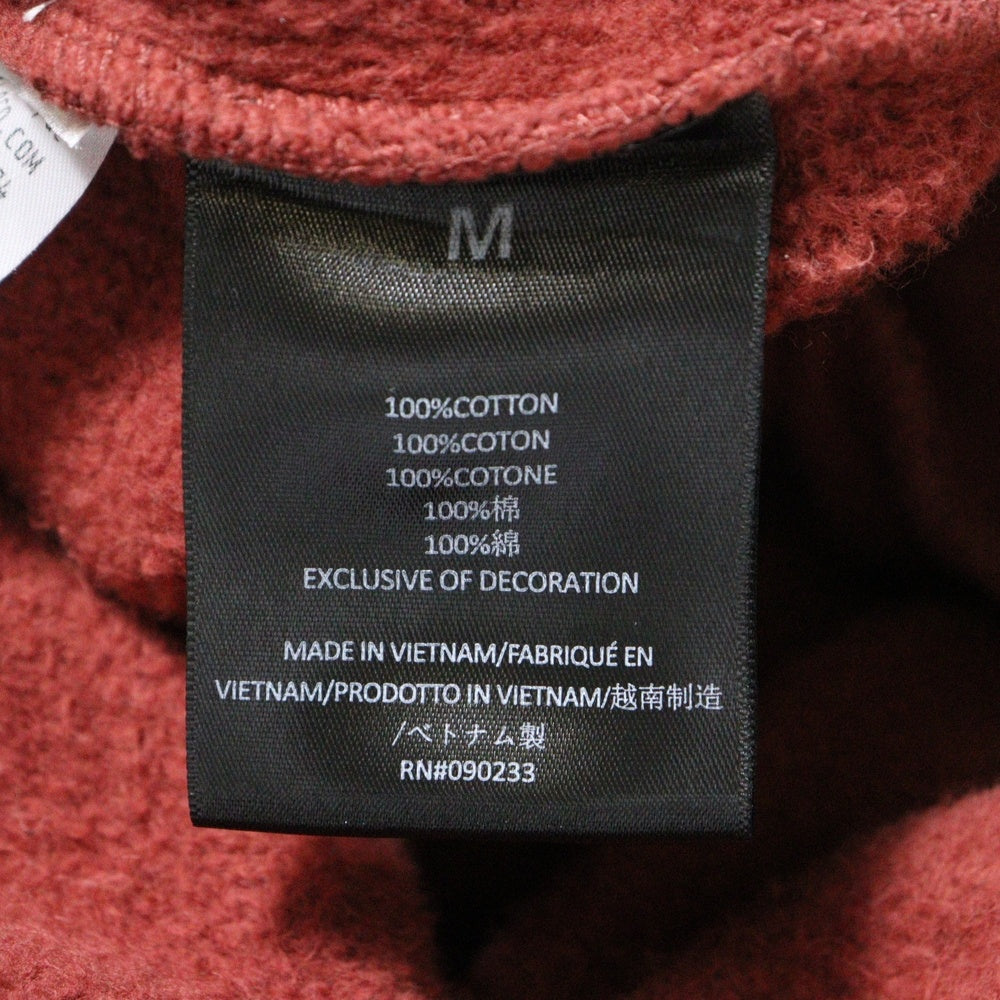 M
100%COTTON
100%COTON
100%COTONE
100%棉
100%綿
EXCLUSIVE OF DECORATION
MADE IN VIETNAM/FABRIQUÉ EN
VIETNAM/PRODOTTO IN VIETNAM/越南制造
/ベトナム製
RN#090233
.COM